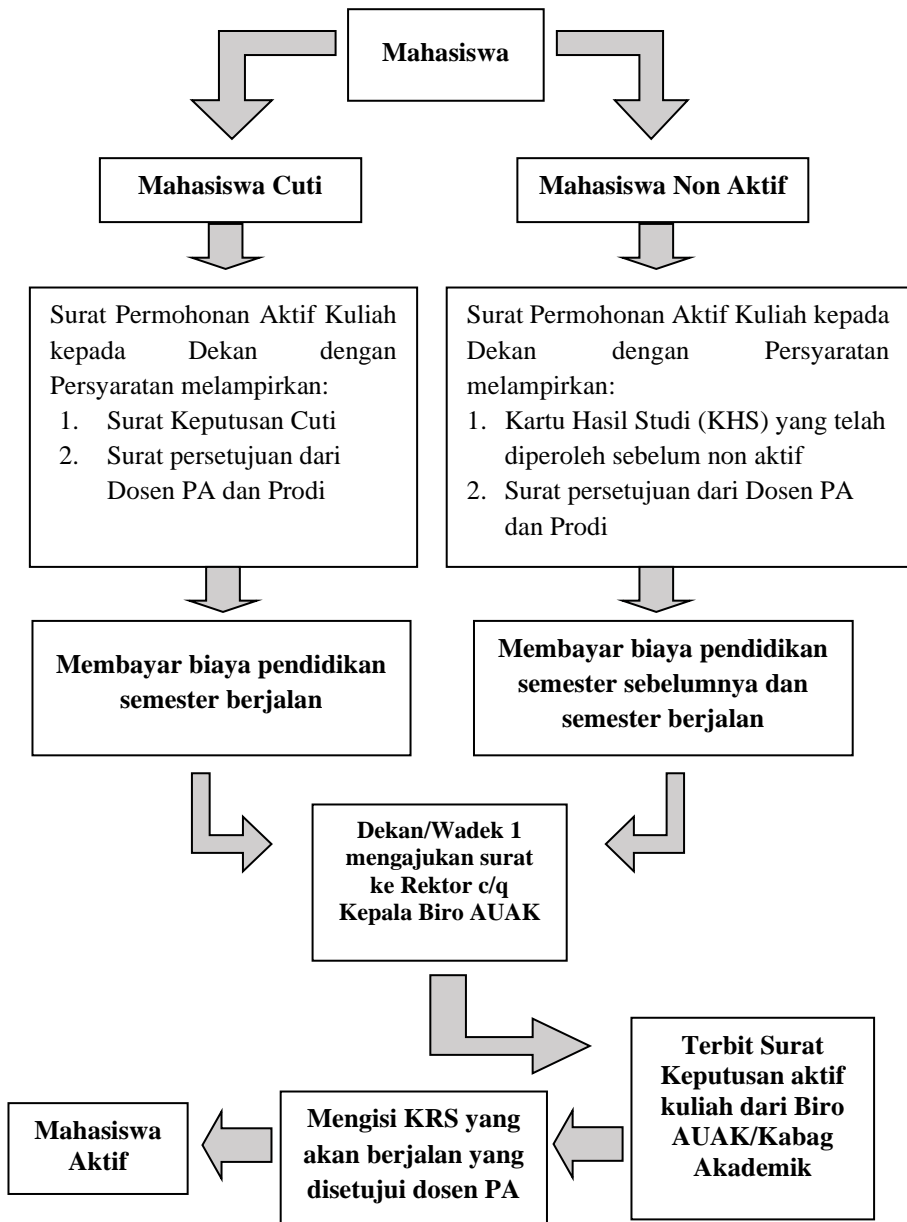 Mahasiswa
Mahasiswa Cuti
Mahasiswa Non Aktif
Surat Permohonan Aktif Kuliah
kepada Dekan dengan
Persyaratan melampirkan:
1. Surat Keputusan Cuti
2. Surat persetujuan dari
Dosen PA dan Prodi
Surat Permohonan Aktif Kuliah kepada
Dekan dengan Persyaratan
melampirkan:
1. Kartu Hasil Studi (KHS) yang telah
diperoleh sebelum non aktif
2. Surat persetujuan dari Dosen PA
dan Prodi
Membayar biaya pendidikan
semester berjalan
Membayar biaya pendidikan
semester sebelumnya dan
semester berjalan
Dekan/Wadek 1
mengajukan surat
ke Rektor c/q
Kepala Biro AUAK
Terbit Surat
Keputusan aktif
kuliah dari Biro
AUAK/Kabag
Akademik
Mengisi KRS yang
akan berjalan yang
disetujui dosen PA
Mahasiswa
Aktif